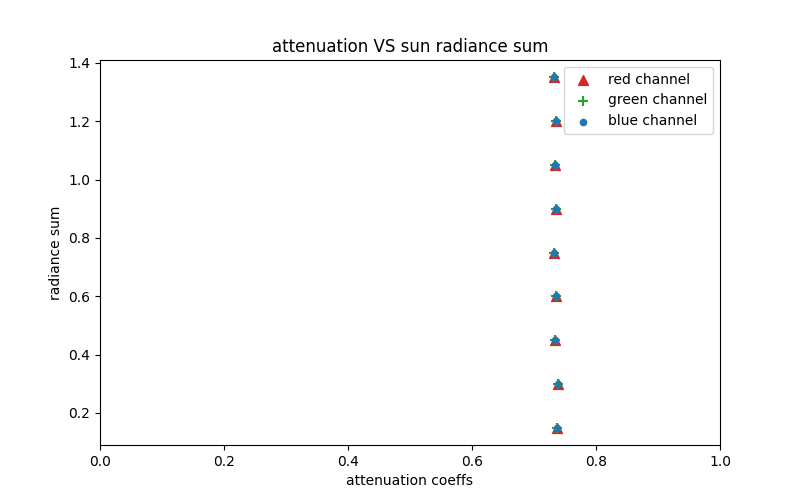 attenuation VS sun radiance sum
red channel
green channel
blue channel
1.4
1.2
1.0
0.8
0.6
0.4
0.2
radiance sum
0.0 0.2 0.4 0.6 0.8 1.0
attenuation coeffs